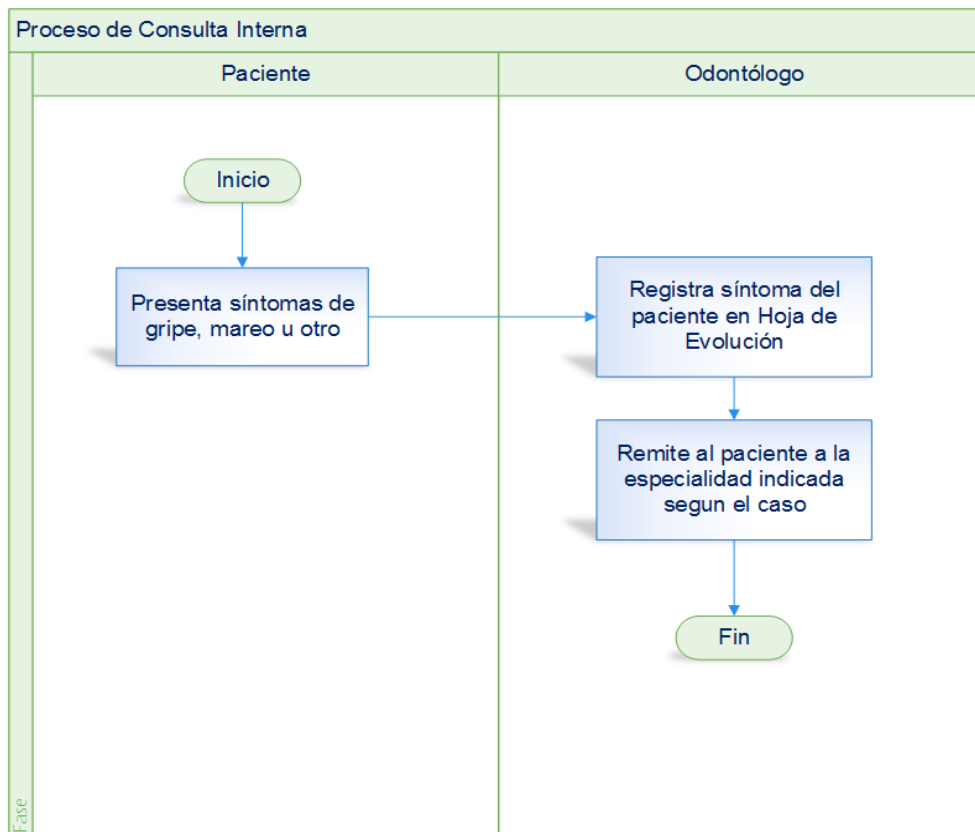 Proceso de Consulta Interna
Paciente
Odontólogo
Inicio
Presenta síntomas de
gripe, mareo u otro
Registra síntoma del
paciente en Hoja de
Evolución
Remite al paciente a la
especialidad indicada
segun el caso
Fin
Fase